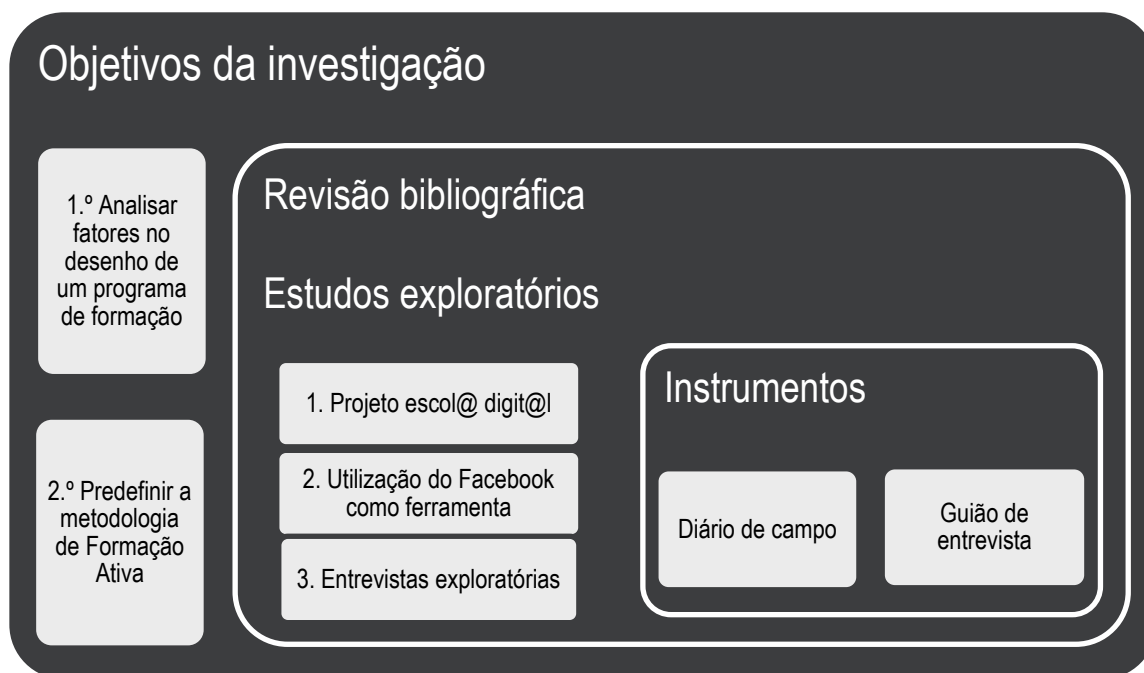 Objetivos da investigação
1.º Analisar
fatores no
desenho de
um programa
de formação
2.º Predefinir a
metodologia
de Formação
Ativa
Revisão bibliográfica
Estudos exploratórios
1. Projeto escol@ digit@l
2. Utilização do Facebook
como ferramenta
3. Entrevistas exploratórias
Instrumentos
Diário de campo
Guião de
entrevista